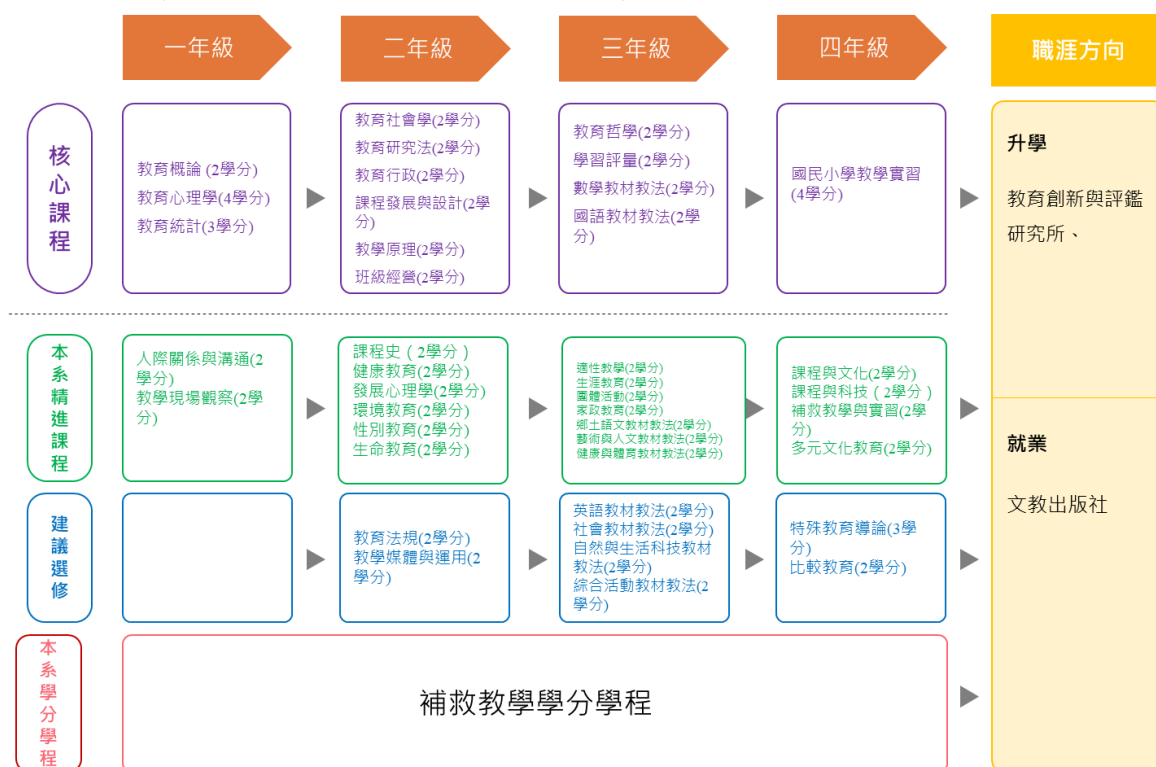 一年級
二年級
三年級
四年級
職涯方向
核心課程
教育概論 (2學分)
教育心理學(4學分)
教育統計(3學分)
教育社會學(2學分)
教育研究法(2學分)
教育行政(2學分)
課程發展與設計(2學
分)
教學原理(2學分)
班級經營(2學分)
教育哲學(2學分)
學習評量(2學分)
數學教材教法(2學分)
國語教材教法(2學
分)
國民小學教學實習
(4學分)
升學
教育創新與評鑑
研究所、
本系精進課程
人際關係與溝通(2
學分)
教學現場觀察(2學
分)
課程史（2學分）
健康教育(2學分)
發展心理學(2學分)
環境教育(2學分)
性別教育(2學分)
生命教育(2學分)
適性教學(2學分)
生涯教育(2學分)
團體活動(2學分)
家政教育(2學分)
鄉土語文教材教法(2學分)
藝術與人文教材教法(2學分)
健康與體育教材教法(2學分)
課程與文化(2學分)
課程與科技（2學分）
補救教學與實習(2學
分)
多元文化教育(2學分)
就業
文教出版社
建議選修
教育法規(2學分)
教學媒體與運用(2
學分)
英語教材教法(2學分)
社會教材教法(2學分)
自然與生活科技教材
教法(2學分)
綜合活動教材教法(2
學分)
特殊教育導論(3學
分)
比較教育(2學分)
本系學分學程
補救教學學分學程